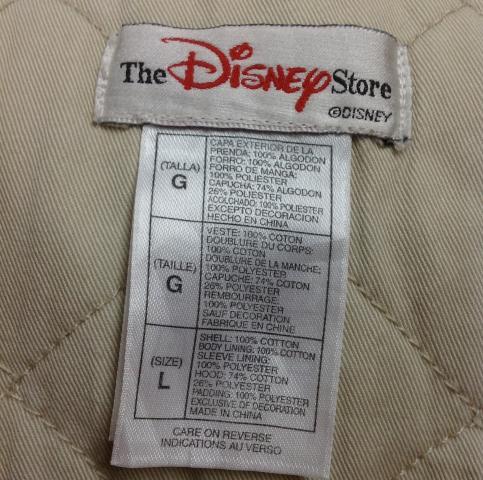 The Disney Store
©DISNEY
(TALLA)
G
CAPA EXTERIOR DE LA
PRENDA: 100% ALGODON
FORRO: 100% ALGODON
FORRO DE MANGA:
100% POLIESTER
CAPUCHA: 74% ALGODON
26% POLIESTER
ACOLCHADO: 100% POLIESTER
EXCEPTO DECORACION
HECHO EN CHINA
(TAILLE)
G
VESTE: 100% COTON
DOUBLURE DU CORPS:
100% COTON
DOUBLURE DE LA MANCHE:
100% POLYESTER
CAPUCHE: 74% COTON
26% POLYESTER
REMBOURRAGE:
100% POLYESTER
SAUF DECORATION
FABRIQUE EN CHINE
(SIZE)
L
SHELL: 100% COTTON
BODY LINING: 100% COTTON
SLEEVE LINING:
100% POLYESTER
HOOD: 74% COTTON
26% POLYESTER
PADDING: 100% POLYESTER
EXCLUSIVE OF DECORATION
MADE IN CHINA
CARE ON REVERSE
INDICATIONS AU VERSO